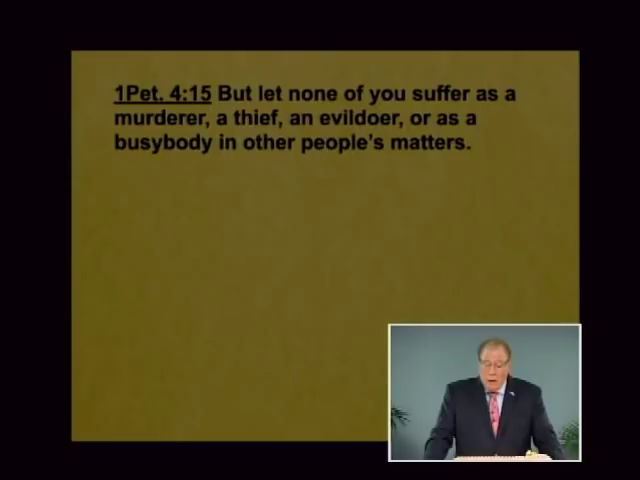 1Pet. 4:15 But let none of you suffer as a
murderer, a thief, an evildoer, or as a
busybody in other people's matters.